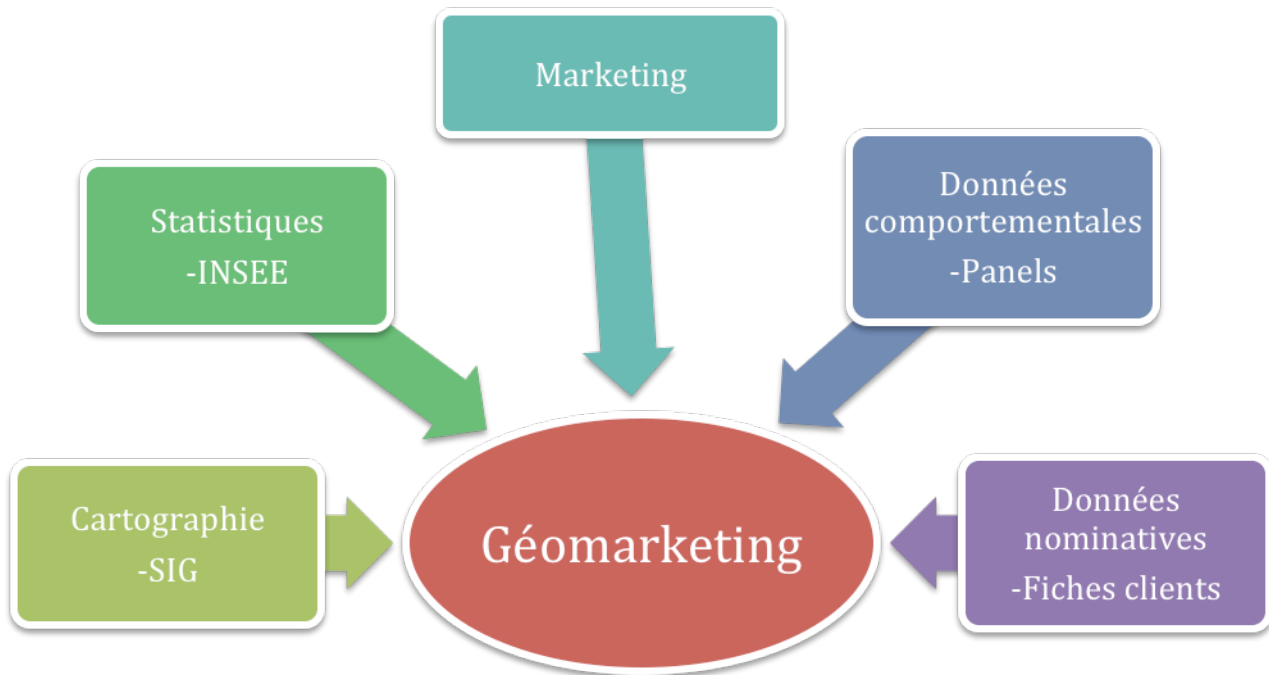 Marketing
Statistiques
-INSEE
Données
comportementales
-Panels
Cartographie
-SIG
Géomarketing
Données
nominatives
-Fiches clients